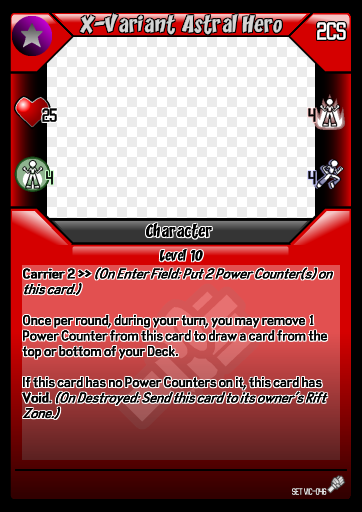 X-Variant Astral Hero
2CS
25
4
4
4
Character
Level 10
Carrier 2 >> (On Enter Field: Put 2 Power Counter(s) on
this card.)
Once per round, during your turn, you may remove 1
Power Counter from this card to draw a card from the
top or bottom of your Deck.
If this card has no Power Counters on it, this card has
Void. (On Destroyed: Send this card to its owner's Rift
Zone.)
SET VIC-046